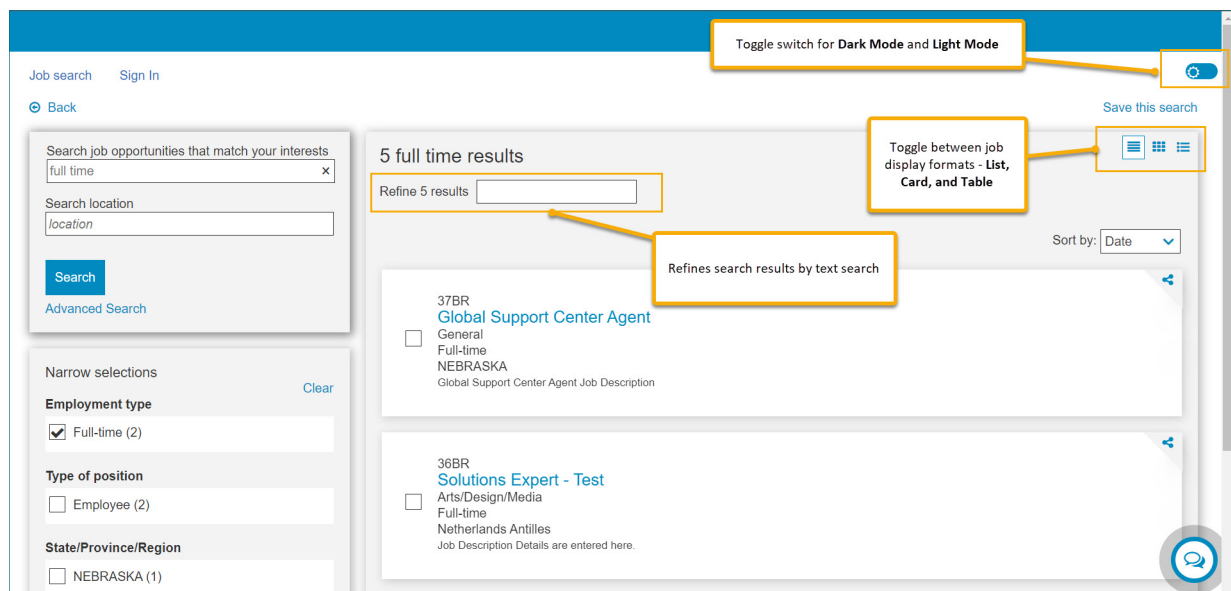 Toggle switch for Dark Mode and Light Mode
Job search Sign In
Back
Save this search
Search job opportunities that match your interests
full time ×
Search location
location
Search
Advanced Search
Narrow selections
Clear
Employment type
Full-time (2)
Type of position
Employee (2)
State/Province/Region
NEBRASKA (1)
5 full time results
Toggle between job
display formats - List,
Card, and Table
Refine 5 results
Refines search results by text search
Sort by: Date
37BR
Global Support Center Agent
General
Full-time
NEBRASKA
Global Support Center Agent Job Description
36BR
Solutions Expert - Test
Arts/Design/Media
Full-time
Netherlands Antilles
Job Description Details are entered here.